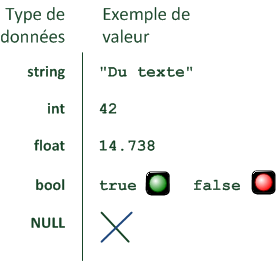 Type de données Exemple de valeur
string "Du texte"
int 42
float 14.738
bool true false
NULL